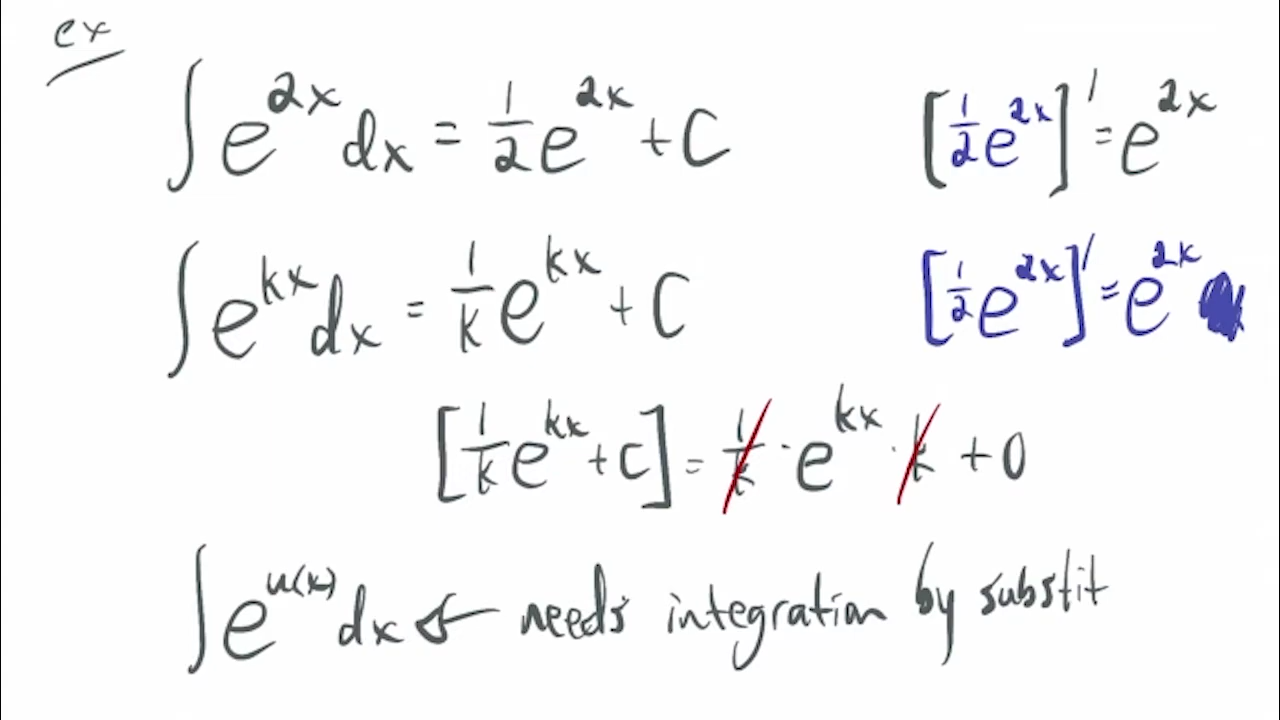 ex
∫ e^{2x} dx = 1/2 e^{2x} + C
[1/2 e^{2x}]' = e^{2x}
∫ e^{kx} dx = 1/k e^{kx} + C
[1/2 e^{2x}]' = e^{2x}
[1/k e^{kx} + C] = 1/k · e^{kx} · k + 0
∫ e^{u(x)} dx ← needs integration by substit